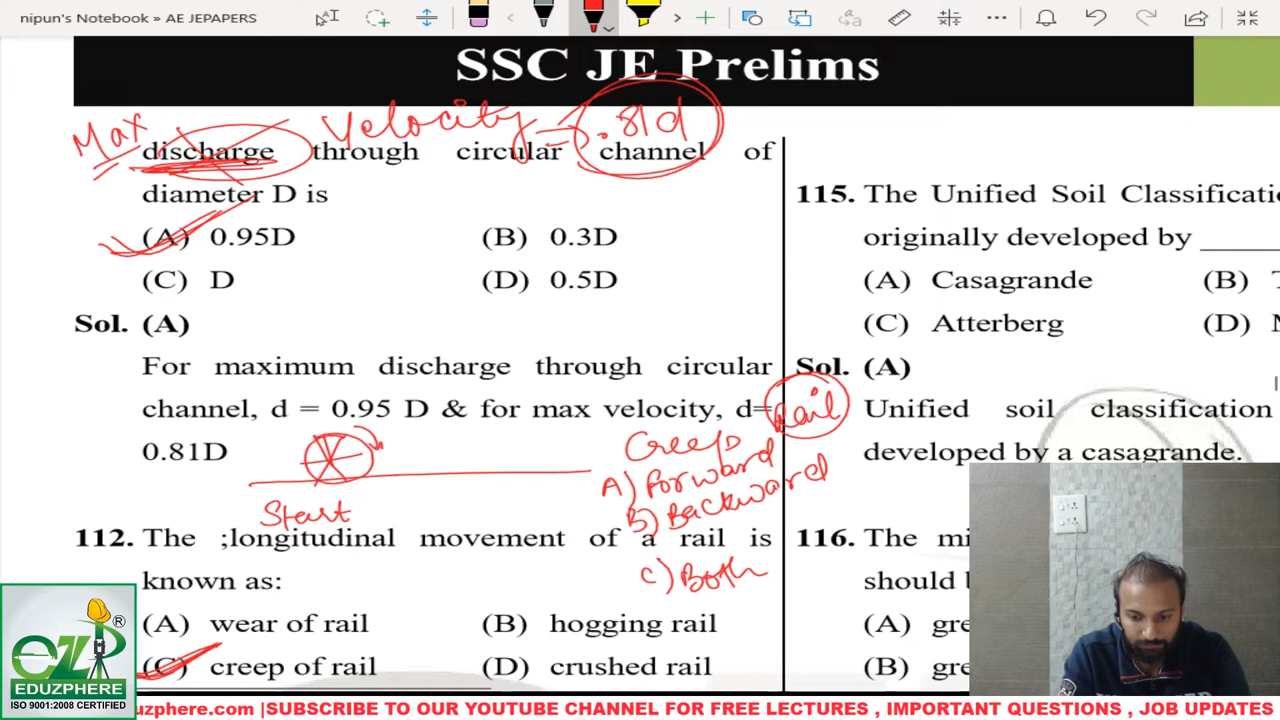 nipun's Notebook » AE JEPAPERS
SSC JE Prelims
Max Velocity = 0.81d
discharge through circular channel of
diameter D is
(A) 0.95D (B) 0.3D
(C) D (D) 0.5D
Sol. (A)
For maximum discharge through circular
channel, d = 0.95 D & for max velocity, d=
0.81D
Rail
Creep
A) Forward
B) Backward
C) Both
Start
112. The ;longitudinal movement of a rail is
known as:
(A) wear of rail (B) hogging rail
(C) creep of rail (D) crushed rail
115. The Unified Soil Classificati
originally developed by ____
(A) Casagrande (B)
(C) Atterberg (D)
Sol. (A)
Unified soil classification
developed by a casagrande.
116. The mi
should b
(A) gre
(B) gre
EZP
®
EDUZPHERE
ISO 9001:2008 CERTIFIED
duzphere.com |SUBSCRIBE TO OUR YOUTUBE CHANNEL FOR FREE LECTURES , IMPORTANT QUESTIONS , JOB UPDATES